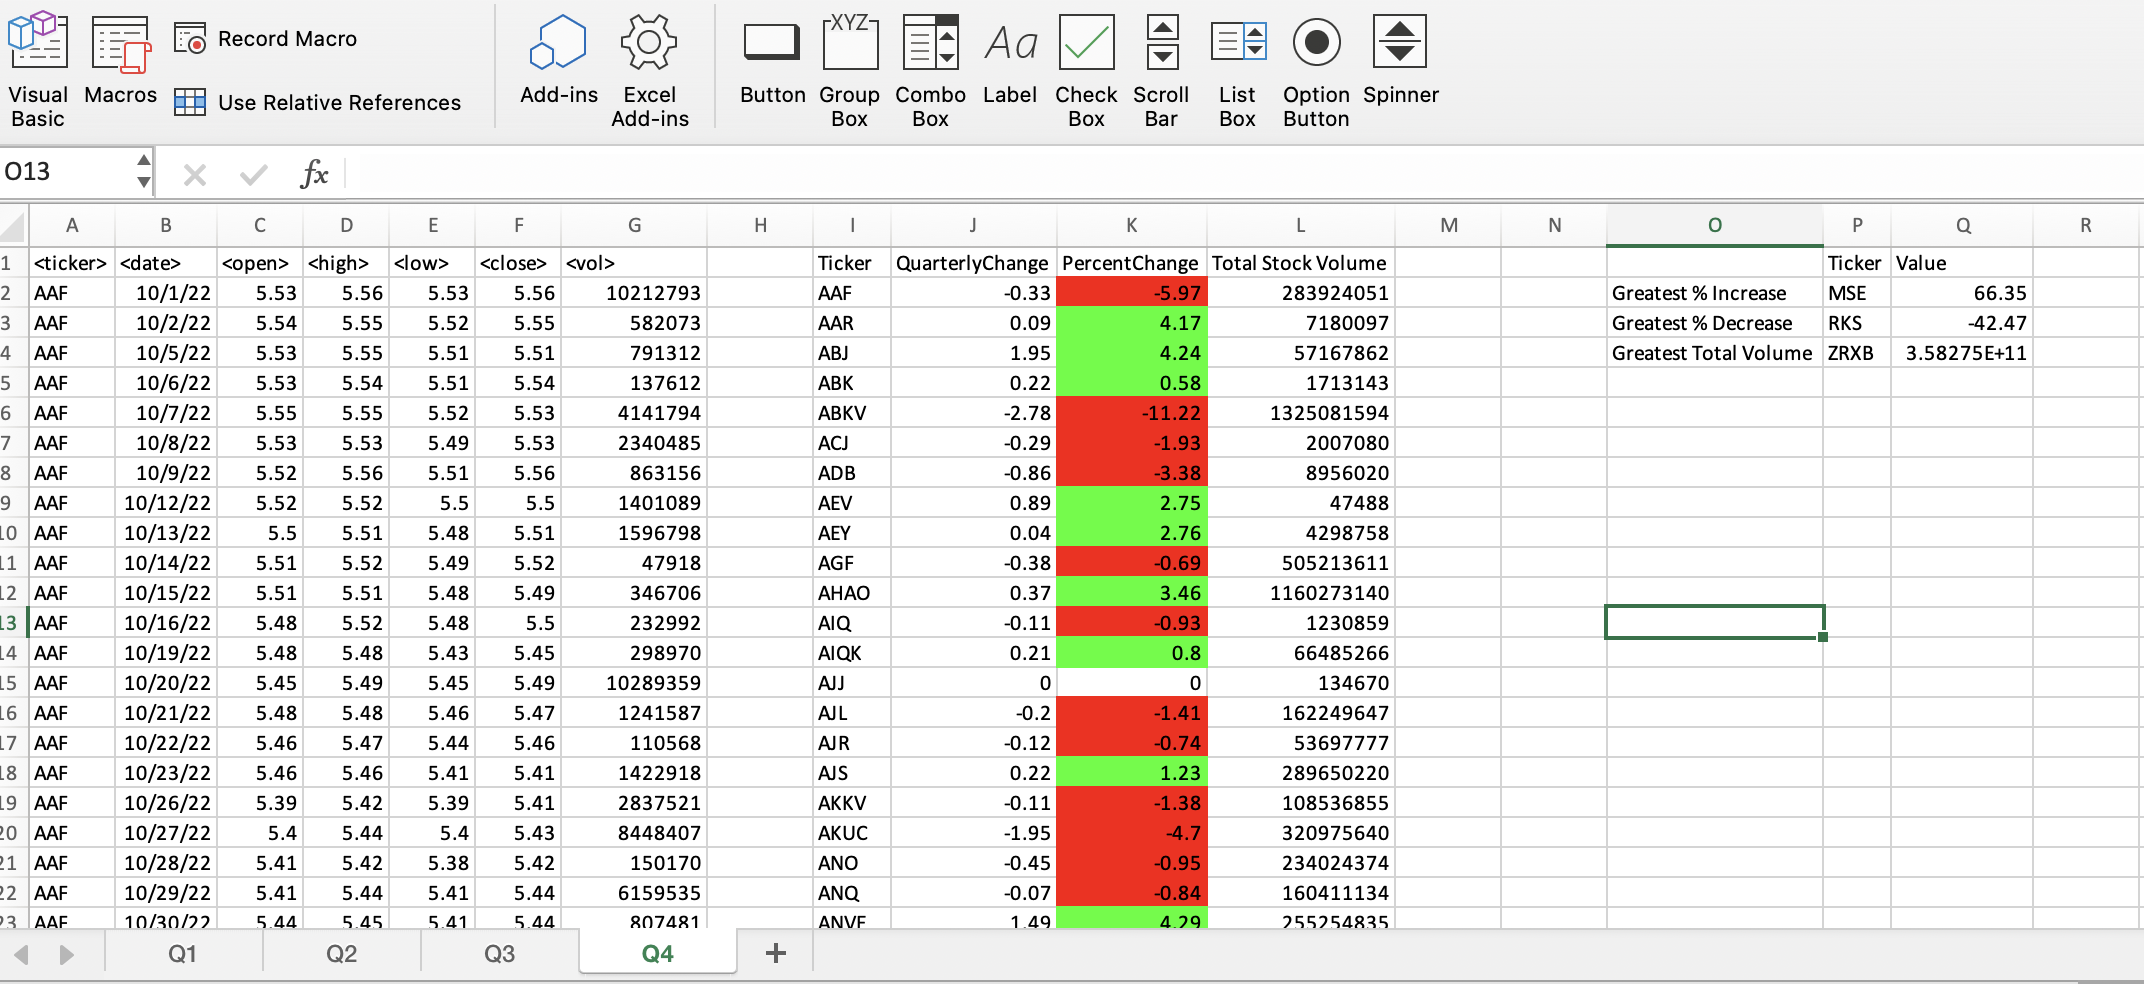 Visual Basic
Macros
Record Macro
Use Relative References
Add-ins
Excel Add-ins
Button
Group Box
XYZ
Combo Box
Aa
Label
Check Box
Scroll Bar
List Box
Option Button
Spinner
O13 fx
A B C D E F G H I J K L M N O P Q R
1 <ticker> <date> <open> <high> <low> <close> <vol> Ticker QuarterlyChange PercentChange Total Stock Volume Ticker Value
2 AAF 10/1/22 5.53 5.56 5.53 5.56 10212793 AAF -0.33 -5.97 283924051 Greatest % Increase MSE 66.35
3 AAF 10/2/22 5.54 5.55 5.52 5.55 582073 AAR 0.09 4.17 7180097 Greatest % Decrease RKS -42.47
4 AAF 10/5/22 5.53 5.55 5.51 5.51 791312 ABJ 1.95 4.24 57167862 Greatest Total Volume ZRXB 3.58275E+11
5 AAF 10/6/22 5.53 5.54 5.51 5.54 137612 ABK 0.22 0.58 1713143
6 AAF 10/7/22 5.55 5.55 5.52 5.53 4141794 ABKV -2.78 -11.22 1325081594
7 AAF 10/8/22 5.53 5.53 5.49 5.53 2340485 ACJ -0.29 -1.93 2007080
8 AAF 10/9/22 5.52 5.56 5.51 5.56 863156 ADB -0.86 -3.38 8956020
9 AAF 10/12/22 5.52 5.52 5.5 5.5 1401089 AEV 0.89 2.75 47488
10 AAF 10/13/22 5.5 5.51 5.48 5.51 1596798 AEY 0.04 2.76 4298758
11 AAF 10/14/22 5.51 5.52 5.49 5.52 47918 AGF -0.38 -0.69 505213611
12 AAF 10/15/22 5.51 5.51 5.48 5.49 346706 AHAO 0.37 3.46 1160273140
13 AAF 10/16/22 5.48 5.52 5.48 5.5 232992 AIQ -0.11 -0.93 1230859
14 AAF 10/19/22 5.48 5.48 5.43 5.45 298970 AIQK 0.21 0.8 66485266
15 AAF 10/20/22 5.45 5.49 5.45 5.49 10289359 AJJ 0 0 134670
16 AAF 10/21/22 5.48 5.48 5.46 5.47 1241587 AJL -0.2 -1.41 162249647
17 AAF 10/22/22 5.46 5.47 5.44 5.46 110568 AJR -0.12 -0.74 53697777
18 AAF 10/23/22 5.46 5.46 5.41 5.41 1422918 AJS 0.22 1.23 289650220
19 AAF 10/26/22 5.39 5.42 5.39 5.41 2837521 AKKV -0.11 -1.38 108536855
20 AAF 10/27/22 5.4 5.44 5.4 5.43 8448407 AKUC -1.95 -4.7 320975640
21 AAF 10/28/22 5.41 5.42 5.38 5.42 150170 ANO -0.45 -0.95 234024374
22 AAF 10/29/22 5.41 5.44 5.41 5.44 6159535 ANQ -0.07 -0.84 160411134
23 AAF 10/30/22 5.44 5.45 5.41 5.44 807481 ANVF 1.49 4.29 255254835
Q1 Q2 Q3 Q4 +